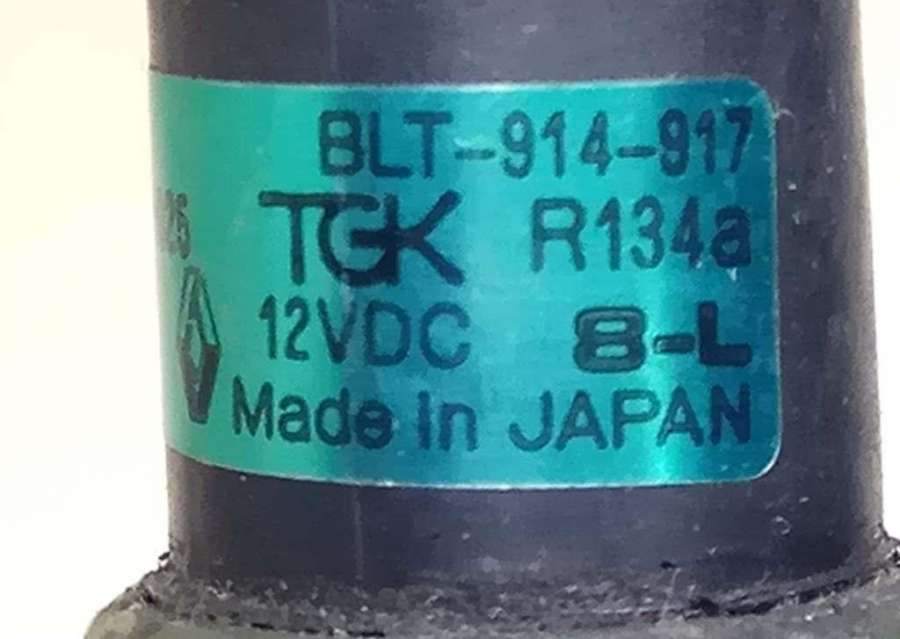 BLT-914-917
TGK R134a
12VDC 8-L
Made in JAPAN